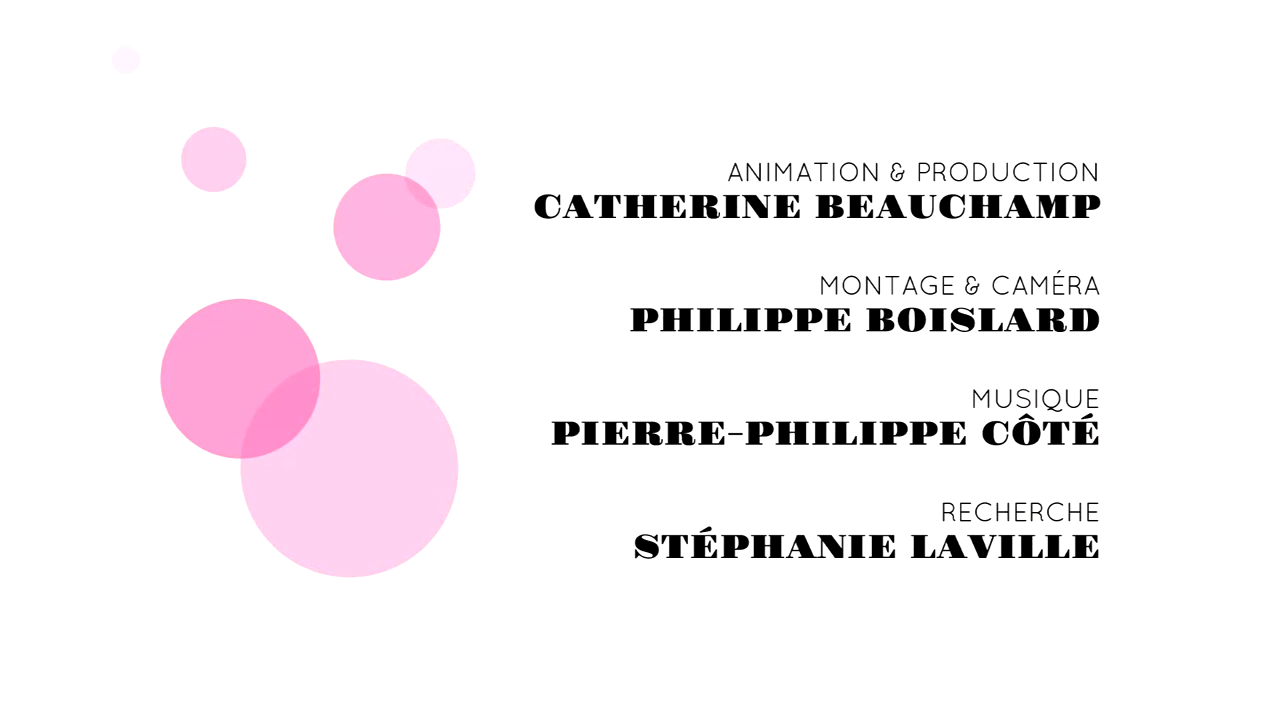 ANIMATION & PRODUCTION
CATHERINE BEAUCHAMP
MONTAGE & CAMÉRA
PHILIPPE BOISLARD
MUSIQUE
PIERRE-PHILIPPE CÔTÉ
RECHERCHE
STÉPHANIE LAVILLE